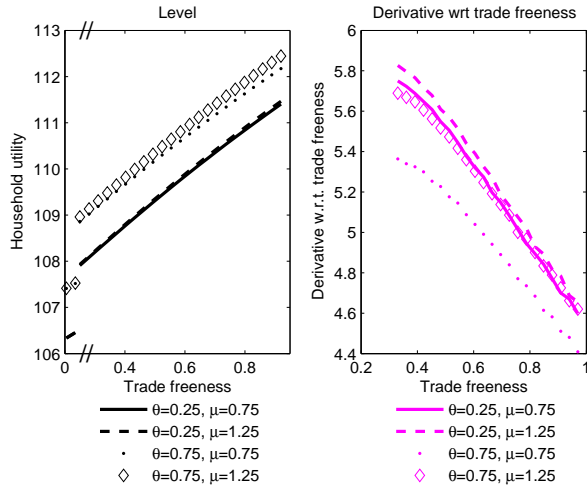 Level
113
112
111
110
109
108
107
106
Household utility
0
0.4
0.6
0.8
Trade freeness
θ=0.25, μ=0.75
θ=0.25, μ=1.25
θ=0.75, μ=0.75
θ=0.75, μ=1.25
Derivative wrt trade freeness
6
5.8
5.6
5.4
5.2
5
4.8
4.6
4.4
Derivative w.r.t. trade freeness
0.2
0.4
0.6
0.8
1
Trade freeness
θ=0.25, μ=0.75
θ=0.25, μ=1.25
θ=0.75, μ=0.75
θ=0.75, μ=1.25